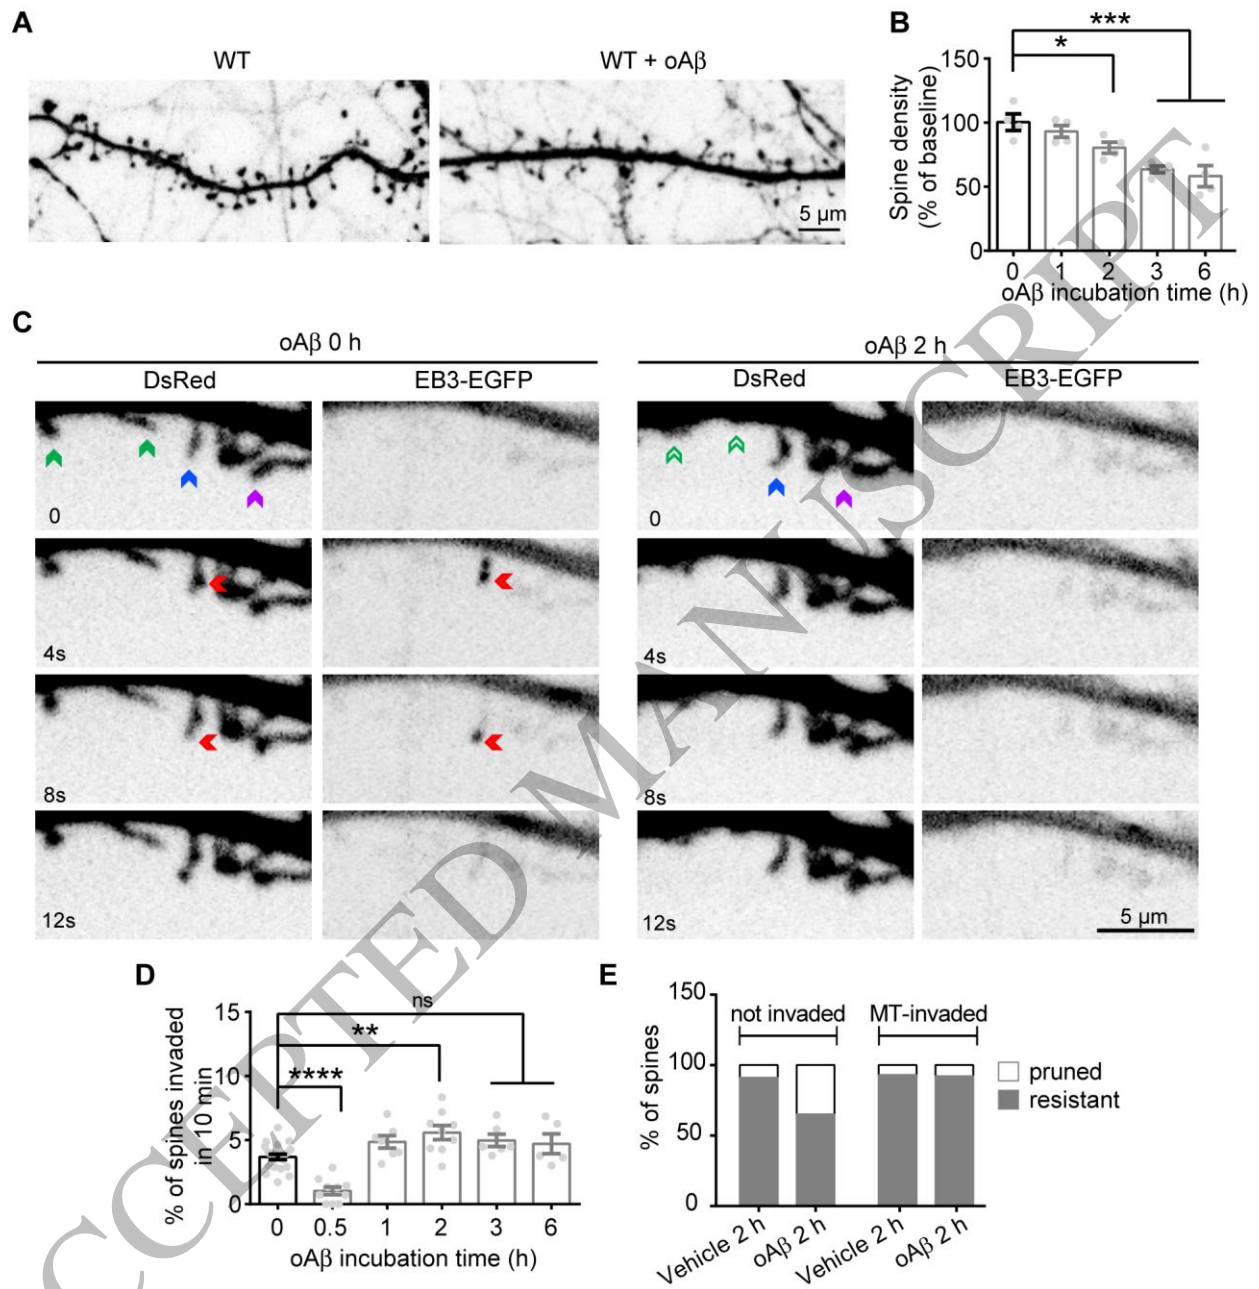 A
WT
WT + oAβ
5 µm
B
***
*
Spine density
(% of baseline)
150
100
50
0
0 1 2 3 6
oAβ incubation time (h)
C
oAβ 0 h
oAβ 2 h
DsRed
EB3-EGFP
DsRed
EB3-EGFP
0
0
4s
4s
8s
8s
12s
12s
5 µm
D
% of spines invaded
in 10 min
15
10
5
0
ns
**
****
0 0.5 1 2 3 6
oAβ incubation time (h)
E
% of spines
150
100
50
0
not invaded
MT-invaded
pruned
resistant
Vehicle 2 h
oAβ 2 h
Vehicle 2 h
oAβ 2 h
CCEPTED MANUSCRIPT